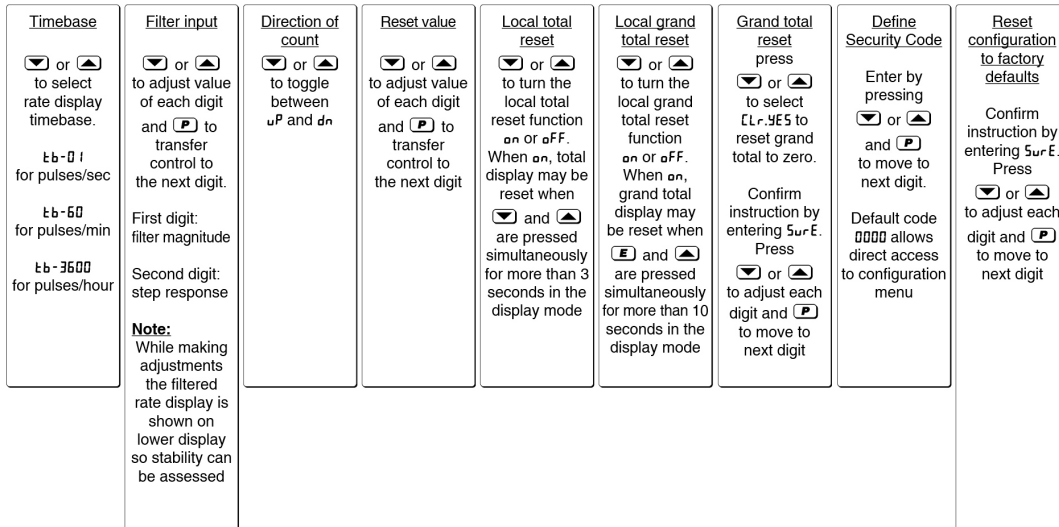 Timebase
▼ or ▲
to select
rate display
timebase.
tb-01
for pulses/sec
tb-60
for pulses/min
tb-3600
for pulses/hour
Filter input
▼ or ▲
to adjust value
of each digit
and P to
transfer
control to
the next digit.
First digit:
filter magnitude
Second digit:
step response
Note:
While making
adjustments
the filtered
rate display is
shown on
lower display
so stability can
be assessed
Direction of
count
▼ or ▲
to toggle
between
uP and dn
Reset value
▼ or ▲
to adjust value
of each digit
and P to
transfer
control to
the next digit
Local total
reset
▼ or ▲
to turn the
local total
reset function
on or oFF.
When on, total
display may be
reset when
▼ and ▲
are pressed
simultaneously
for more than 3
seconds in the
display mode
Local grand
total reset
▼ or ▲
to turn the
local grand
total reset
function
on or oFF.
When on,
grand total
display may
be reset when
E and ▲
are pressed
simultaneously
for more than 10
seconds in the
display mode
Grand total
reset
press
▼ or ▲
to select
CLr.YES to
reset grand
total to zero.
Confirm
instruction by
entering SurE.
Press
▼ or ▲
to adjust each
digit and P
to move to
next digit
Define
Security Code
Enter by
pressing
▼ or ▲
and P
to move to
next digit.
Default code
0000 allows
direct access
to configuration
menu
Reset
configuration
to factory
defaults
Confirm
instruction by
entering SurE.
Press
▼ or ▲
to adjust each
digit and P
to move to
next digit